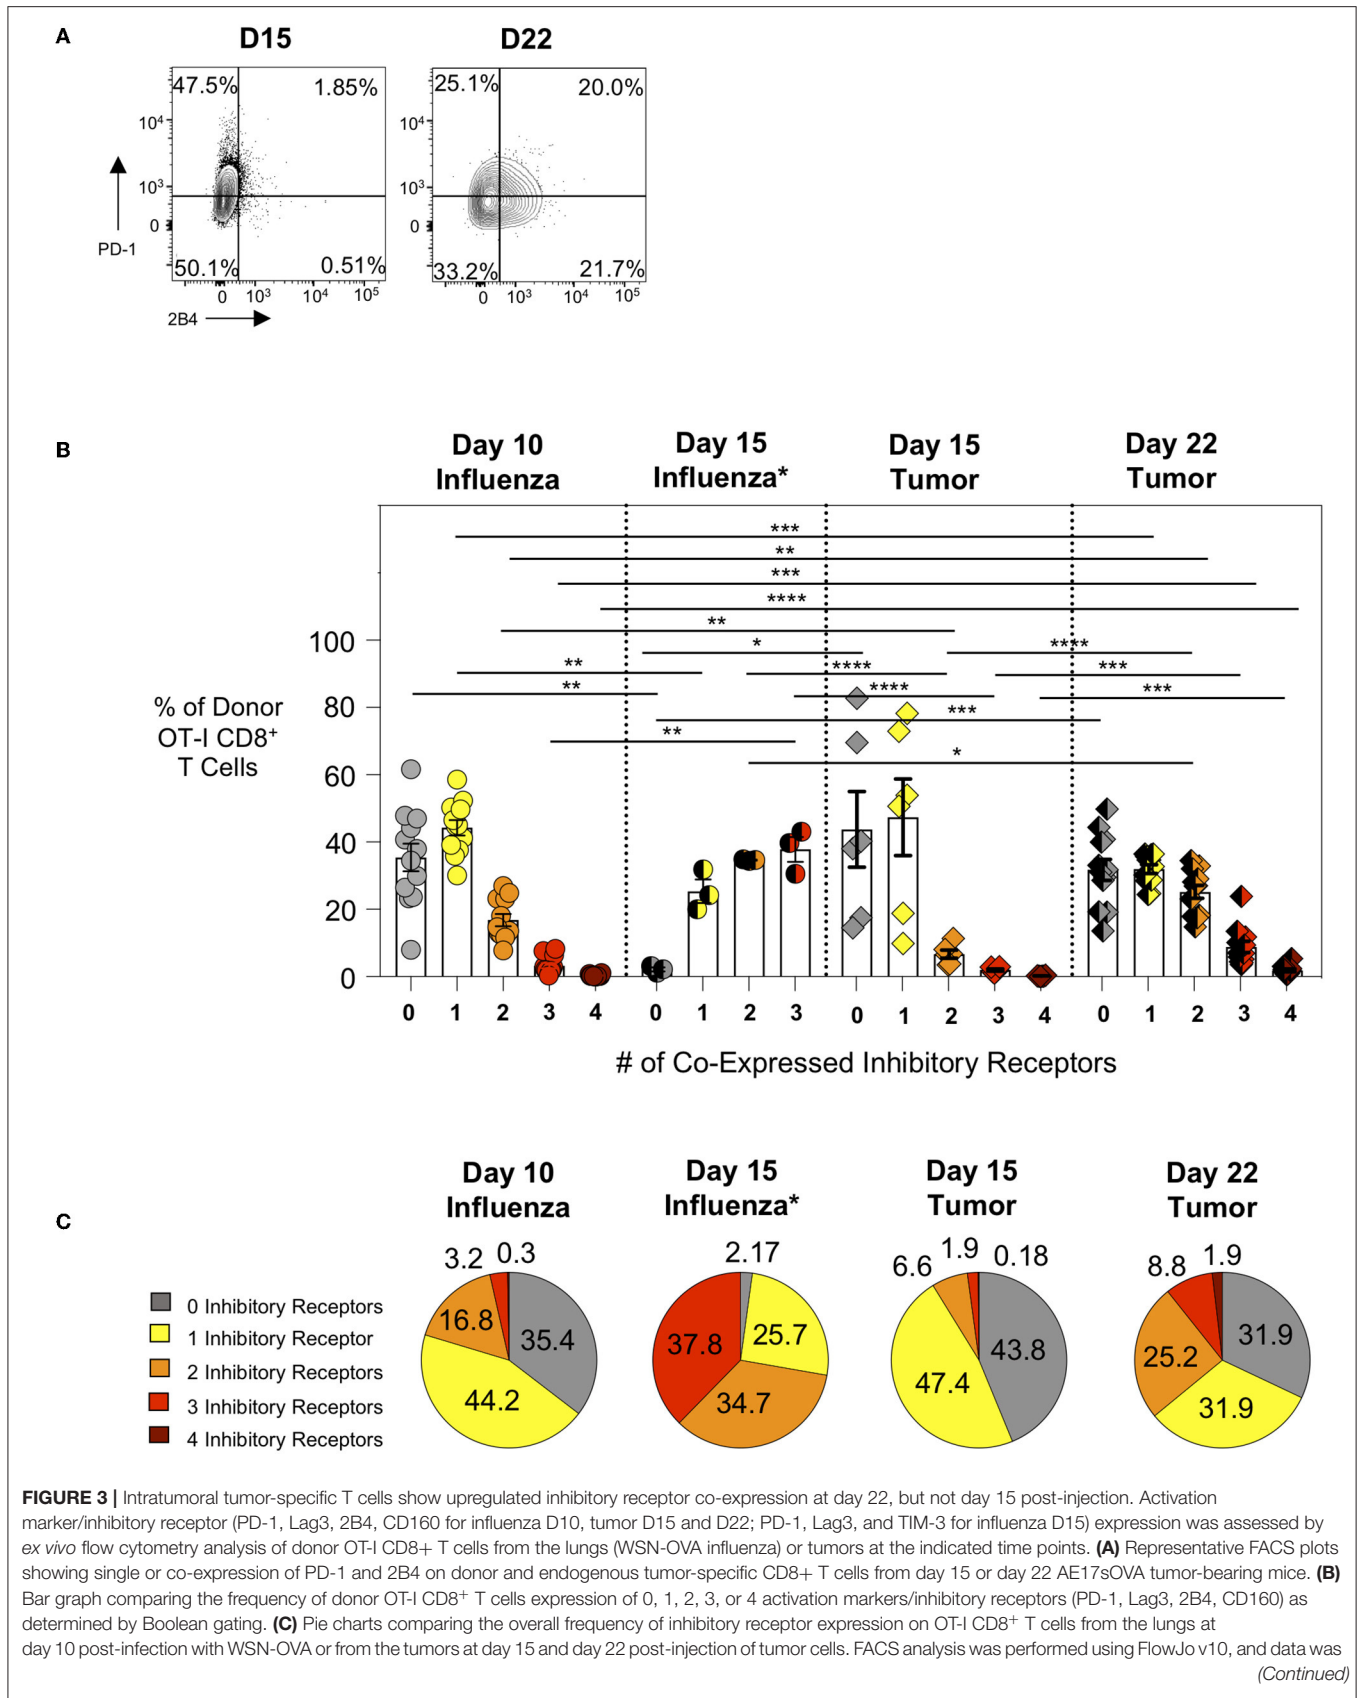 A
D15
D22
47.5%
1.85%
50.1%
0.51%
10⁴
10³
0
PD-1
0
10³
10⁴
10⁵
2B4
25.1%
20.0%
33.2%
21.7%
10⁴
10³
0
0
10³
10⁴
10⁵
B
Day 10
Influenza
Day 15
Influenza*
Day 15
Tumor
Day 22
Tumor
***
**
***
****
**
*
****
**
****
***
**
****
***
***
**
*
% of Donor
OT-I CD8⁺
T Cells
100
80
60
40
20
0
0 1 2 3 4 0 1 2 3 0 1 2 3 4 0 1 2 3 4
# of Co-Expressed Inhibitory Receptors
C
Day 10
Influenza
Day 15
Influenza*
Day 15
Tumor
Day 22
Tumor
0 Inhibitory Receptors
1 Inhibitory Receptor
2 Inhibitory Receptors
3 Inhibitory Receptors
4 Inhibitory Receptors
3.2 0.3
16.8
35.4
44.2
2.17
37.8
25.7
34.7
6.6 1.9 0.18
43.8
47.4
8.8 1.9
31.9
25.2
31.9
FIGURE 3 | Intratumoral tumor-specific T cells show upregulated inhibitory receptor co-expression at day 22, but not day 15 post-injection. Activation
marker/inhibitory receptor (PD-1, Lag3, 2B4, CD160 for influenza D10, tumor D15 and D22; PD-1, Lag3, and TIM-3 for influenza D15) expression was assessed by
ex vivo flow cytometry analysis of donor OT-I CD8+ T cells from the lungs (WSN-OVA influenza) or tumors at the indicated time points. (A) Representative FACS plots
showing single or co-expression of PD-1 and 2B4 on donor and endogenous tumor-specific CD8+ T cells from day 15 or day 22 AE17sOVA tumor-bearing mice. (B)
Bar graph comparing the frequency of donor OT-I CD8⁺ T cells expression of 0, 1, 2, 3, or 4 activation markers/inhibitory receptors (PD-1, Lag3, 2B4, CD160) as
determined by Boolean gating. (C) Pie charts comparing the overall frequency of inhibitory receptor expression on OT-I CD8⁺ T cells from the lungs at
day 10 post-infection with WSN-OVA or from the tumors at day 15 and day 22 post-injection of tumor cells. FACS analysis was performed using FlowJo v10, and data was
(Continued)